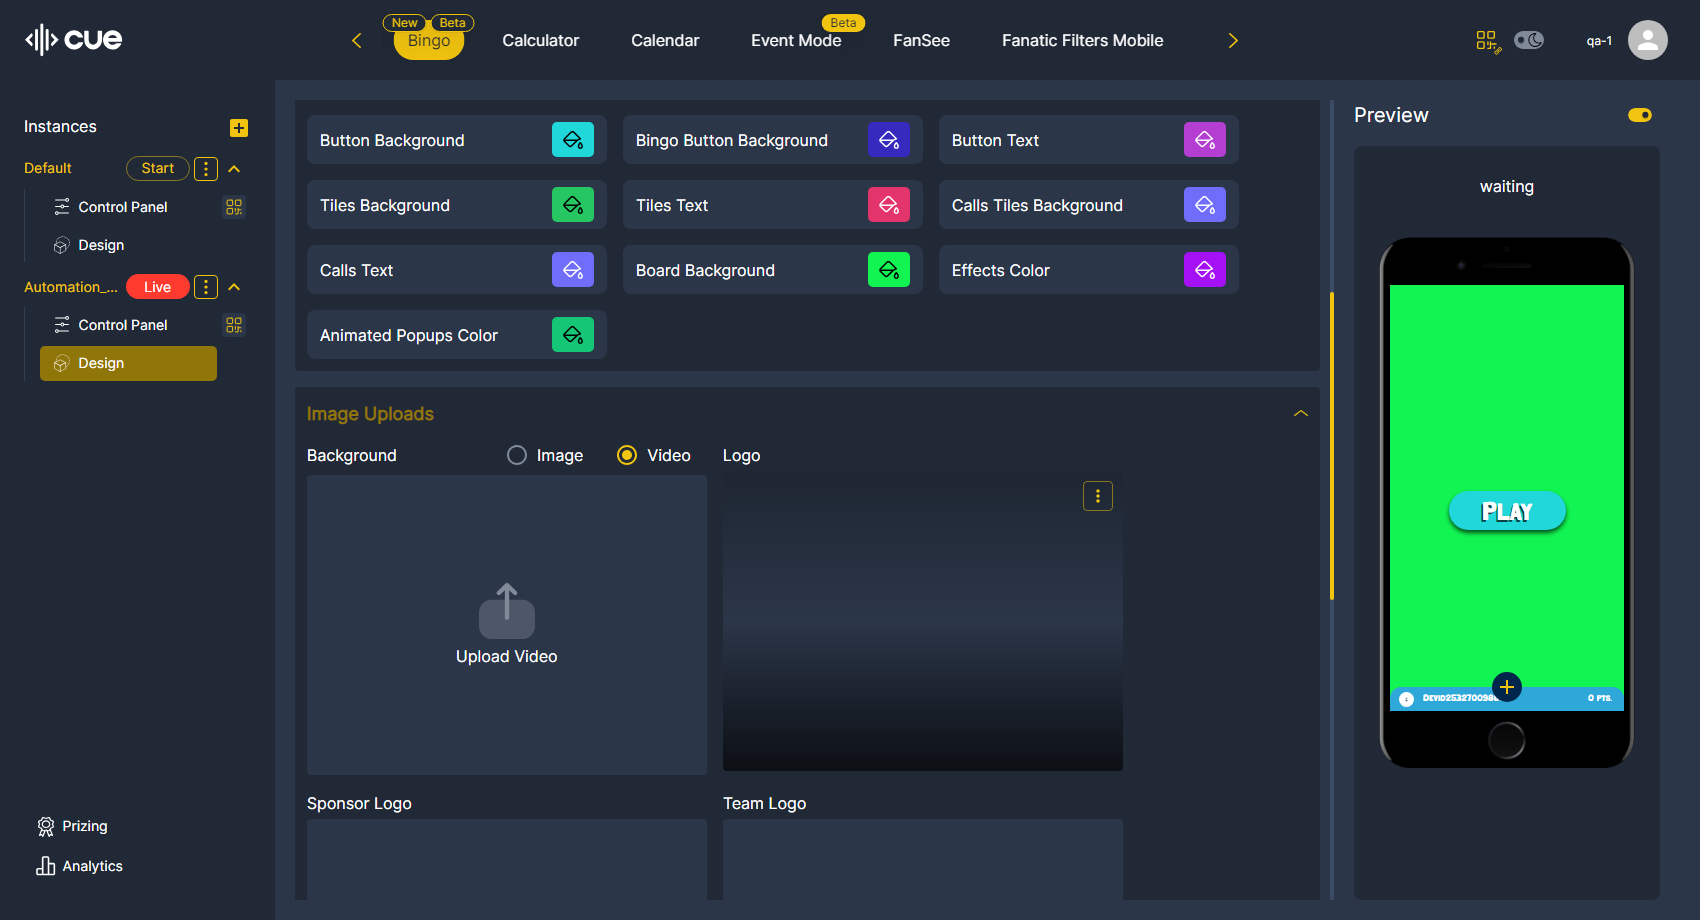 cue
New
Beta
Bingo
Calculator
Calendar
Event Mode
Beta
FanSee
Fanatic Filters Mobile
qa-1
Instances
Default
Start
Control Panel
Design
Automation_...
Live
Control Panel
Design
Prizing
Analytics
Button Background
Bingo Button Background
Button Text
Tiles Background
Tiles Text
Calls Tiles Background
Calls Text
Board Background
Effects Color
Animated Popups Color
Image Uploads
Background
Image
Video
Logo
Upload Video
Sponsor Logo
Team Logo
Preview
waiting
PLAY
0 PTS.